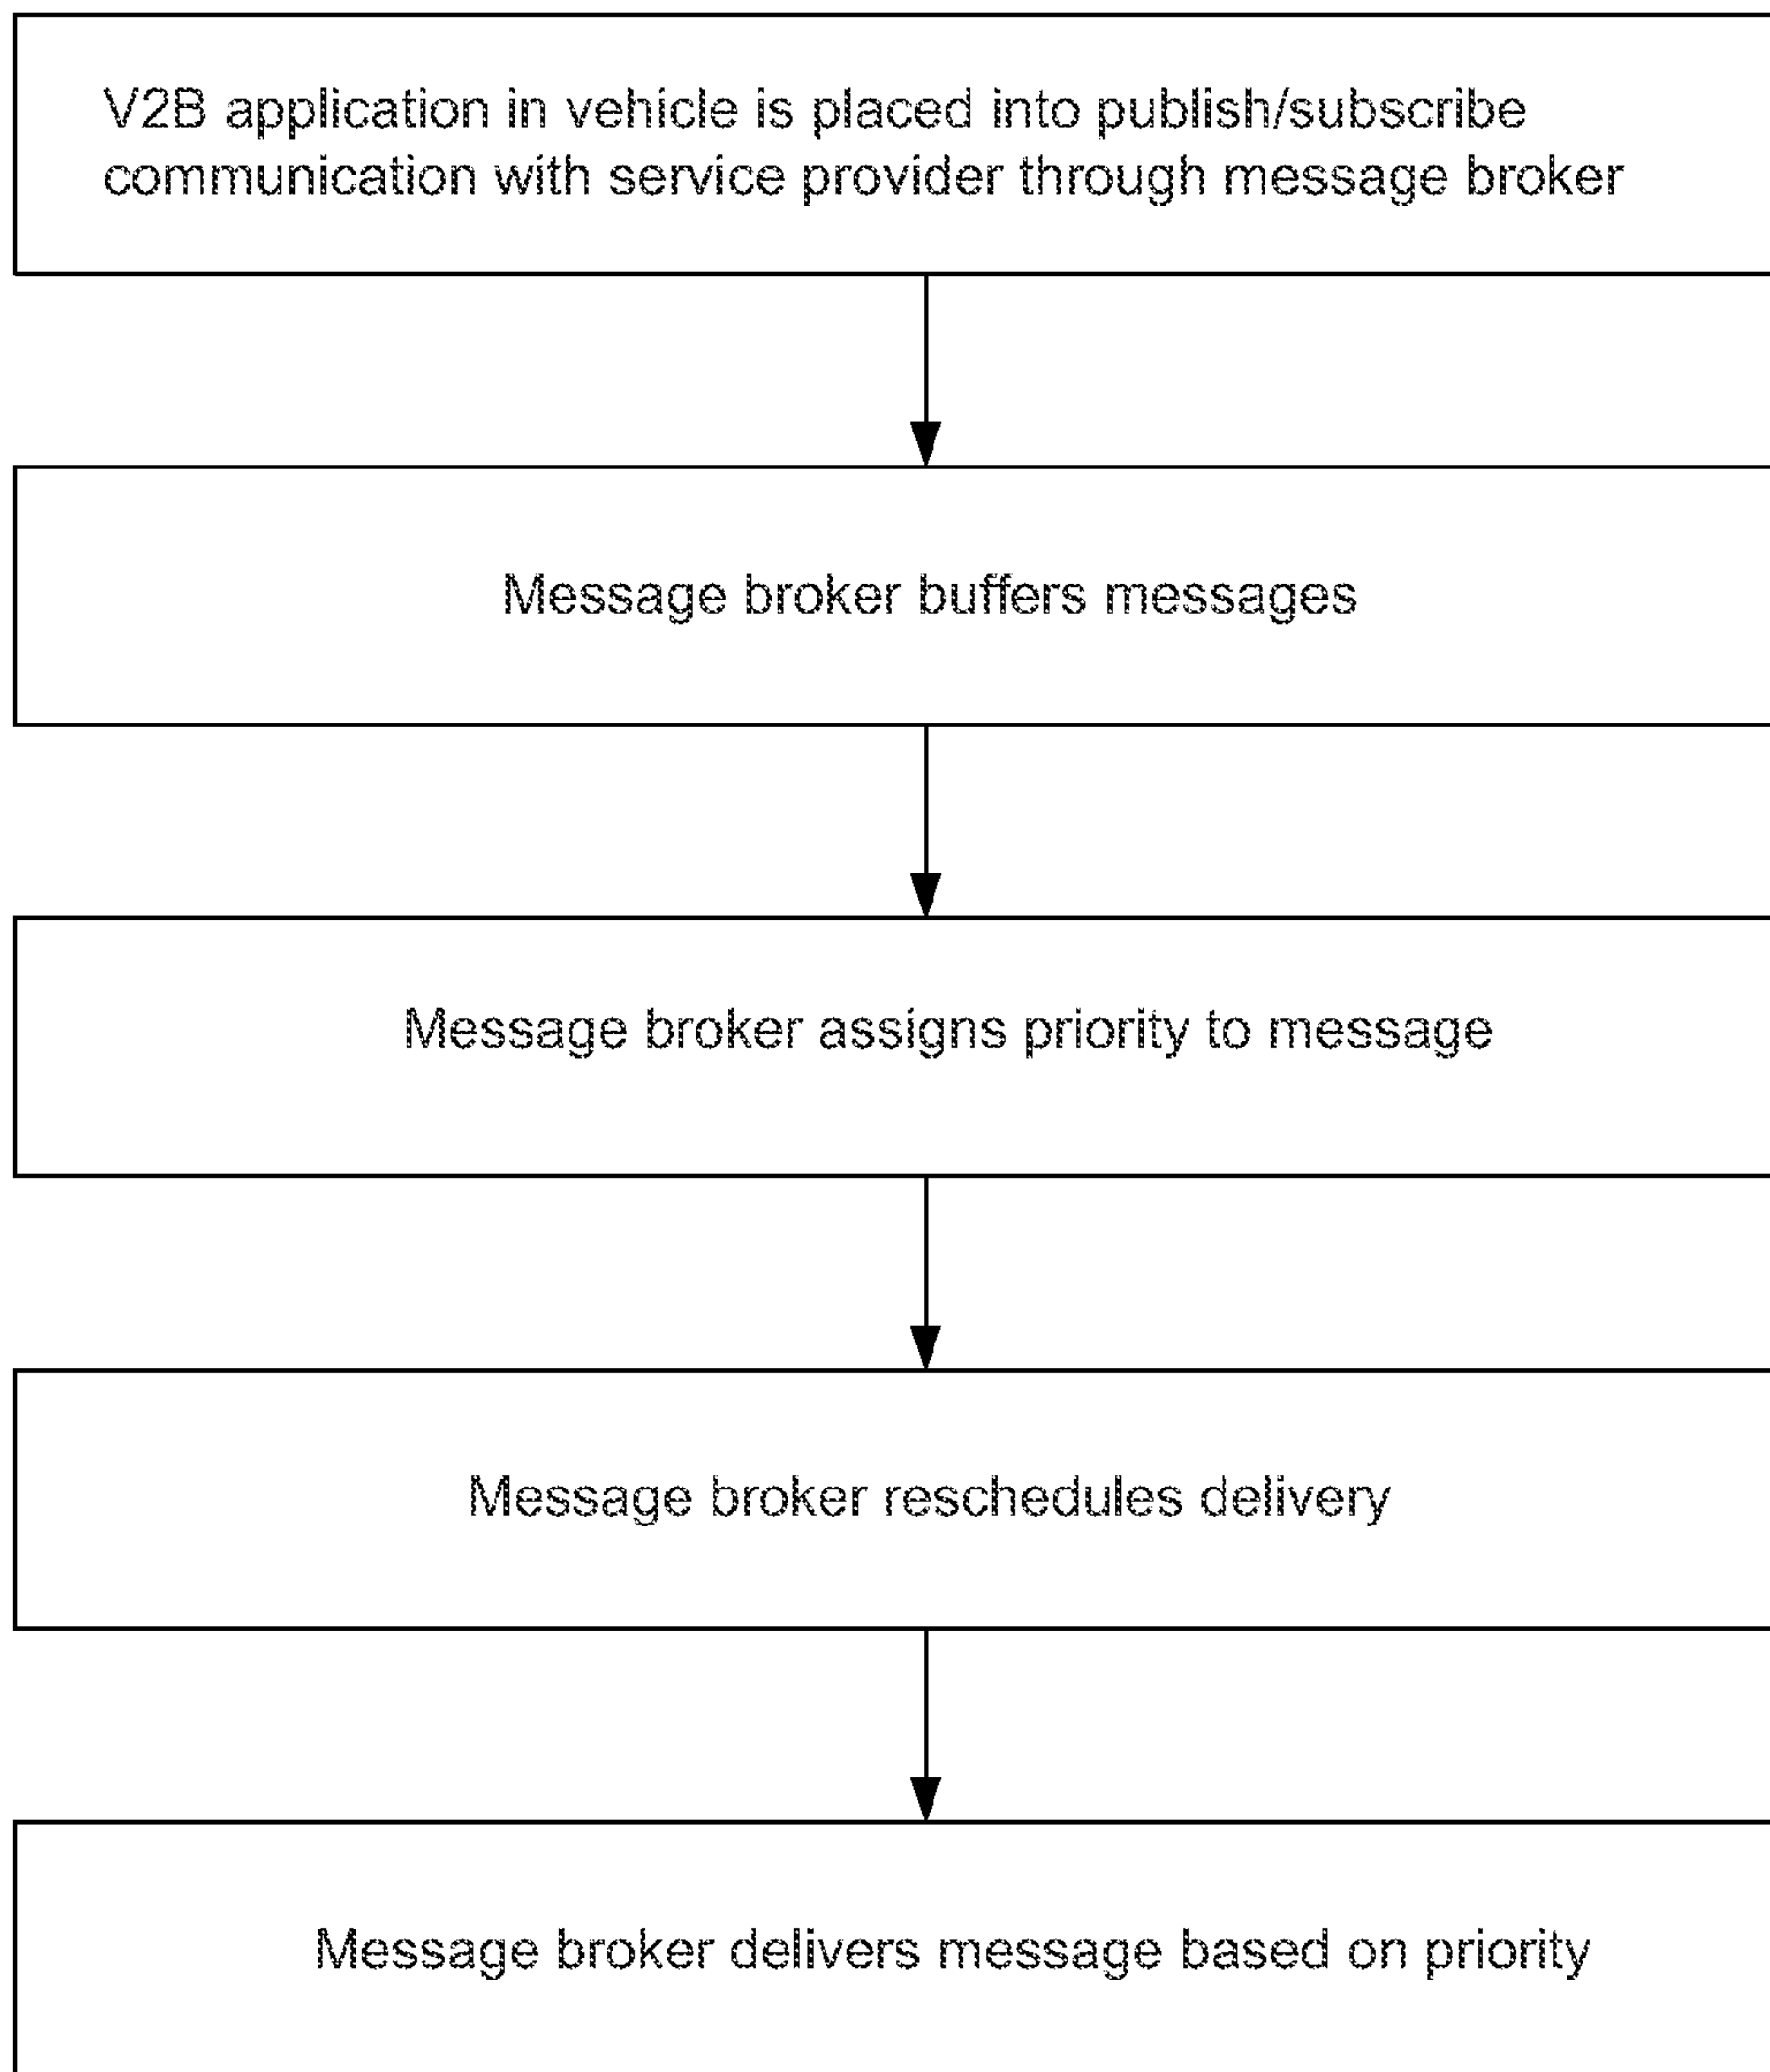 V2B application in vehicle is placed into publish/subscribe
communication with service provider through message broker
Message broker buffers messages
Message broker assigns priority to message
Message broker reschedules delivery
Message broker delivers message based on priority